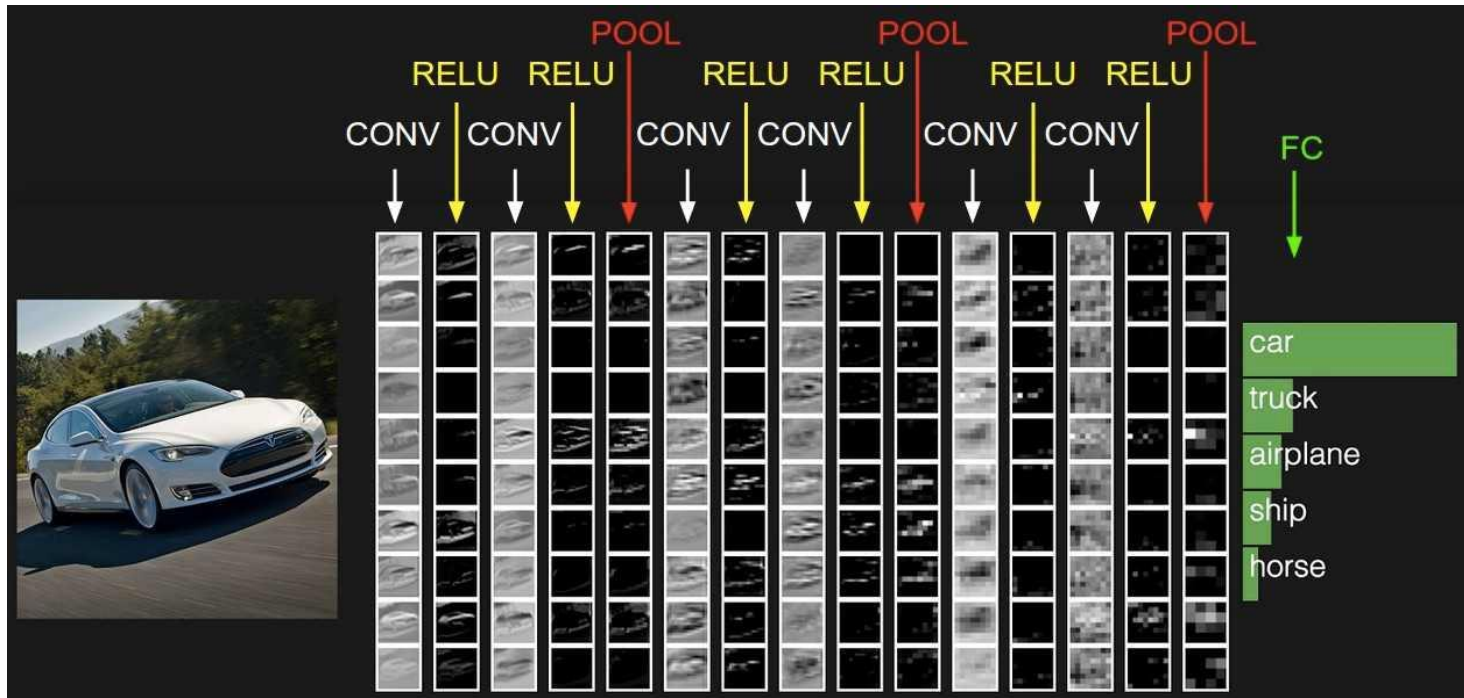 POOL POOL POOL
RELU RELU RELU RELU RELU RELU
CONV CONV CONV CONV CONV CONV
FC
car
truck
airplane
ship
horse